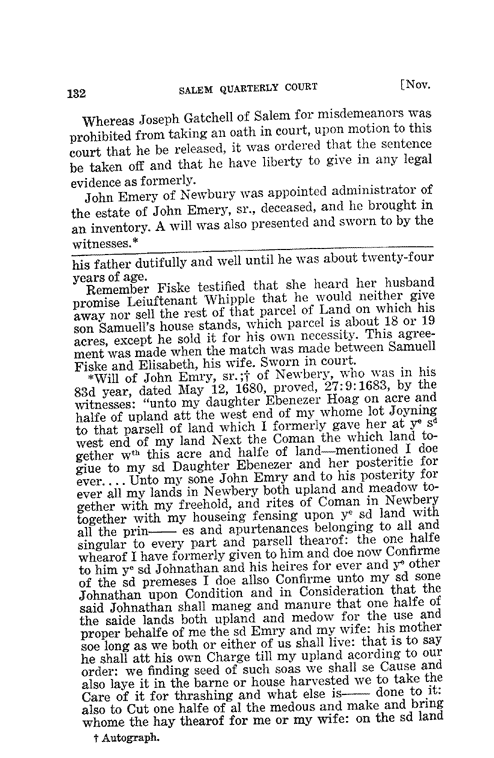 132 SALEM QUARTERLY COURT [Nov.
Whereas Joseph Gatchell of Salem for misdemeanors was
prohibited from taking an oath in court, upon motion to this
court that he be released, it was ordered that the sentence
be taken off and that he have liberty to give in any legal
evidence as formerly.
John Emery of Newbury was appointed administrator of
the estate of John Emery, sr., deceased, and he brought in
an inventory. A will was also presented and sworn to by the
witnesses.*
his father dutifully and well until he was about twenty-four
years of age.
Remember Fiske testified that she heard her husband
promise Leiuftenant Whipple that he would neither give
away nor sell the rest of that parcel of Land on which his
son Samuell's house stands, which parcel is about 18 or 19
acres, except he sold it for his own necessity. This agree-
ment was made when the match was made between Samuell
Fiske and Elisabeth, his wife. Sworn in court.
*Will of John Emry, sr.;† of Newbery, who was in his
83d year, dated May 12, 1680, proved, 27:9:1683, by the
witnesses: "unto my daughter Ebenezer Hoag on acre and
halfe of upland att the west end of my whome lot Joyning
to that parsell of land which I formerly gave her at yᵉ sᵈ
west end of my land Next the Coman the which land to-
gether wᵗʰ this acre and halfe of land—mentioned I doe
giue to my sd Daughter Ebenezer and her posteritie for
ever.... Unto my sone John Emry and to his posterity for
ever all my lands in Newbery both upland and meadow to-
gether with my freehold, and rites of Coman in Newbery
together with my houseing fensing upon yᵉ sd land with
all the prin—— es and apurtenances belonging to all and
singular to every part and parsell thearof: the one halfe
whearof I have formerly given to him and doe now Confirme
to him yᵉ sd Johnathan and his heires for ever and yᵉ other
of the sd premeses I doe allso Confirme unto my sd sone
Johnathan upon Condition and in Consideration that the
said Johnathan shall maneg and manure that one halfe of
the saide lands both upland and medow for the use and
proper behalfe of me the sd Emry and my wife: his mother
soe long as we both or either of us shall live: that is to say
he shall att his own Charge till my upland acording to our
order: we finding seed of such soas we shall se Cause and
also laye it in the barne or house harvested we to take the
Care of it for thrashing and what else is—— done to it:
also to Cut one halfe of al the medous and make and bring
whome the hay thearof for me or my wife: on the sd land
† Autograph.